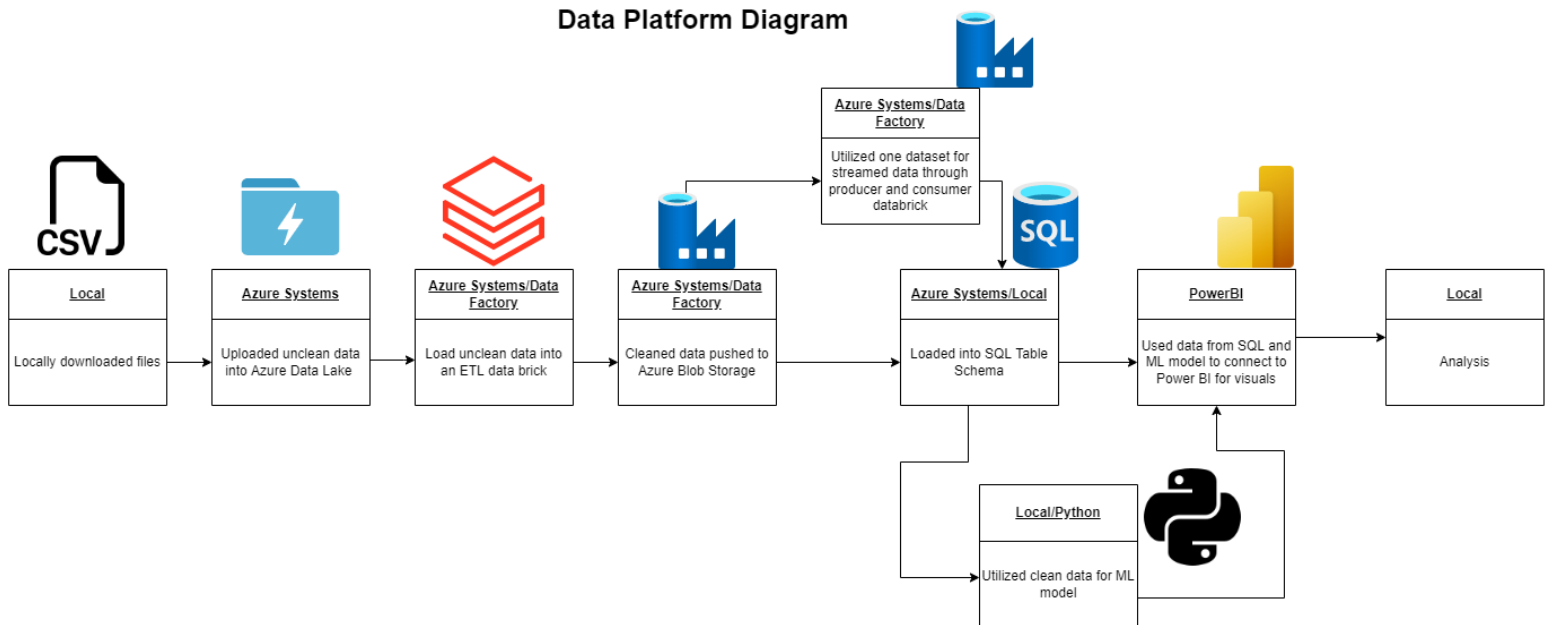 Data Platform Diagram
Azure Systems/Data
Factory
Utilized one dataset for
streamed data through
producer and consumer
databrick
CSV
SQL
Local
Locally downloaded files
Azure Systems
Uploaded unclean data
into Azure Data Lake
Azure Systems/Data
Factory
Load unclean data into
an ETL data brick
Azure Systems/Data
Factory
Cleaned data pushed to
Azure Blob Storage
Azure Systems/Local
Loaded into SQL Table
Schema
PowerBI
Used data from SQL and
ML model to connect to
Power BI for visuals
Local
Analysis
Local/Python
Utilized clean data for ML
model